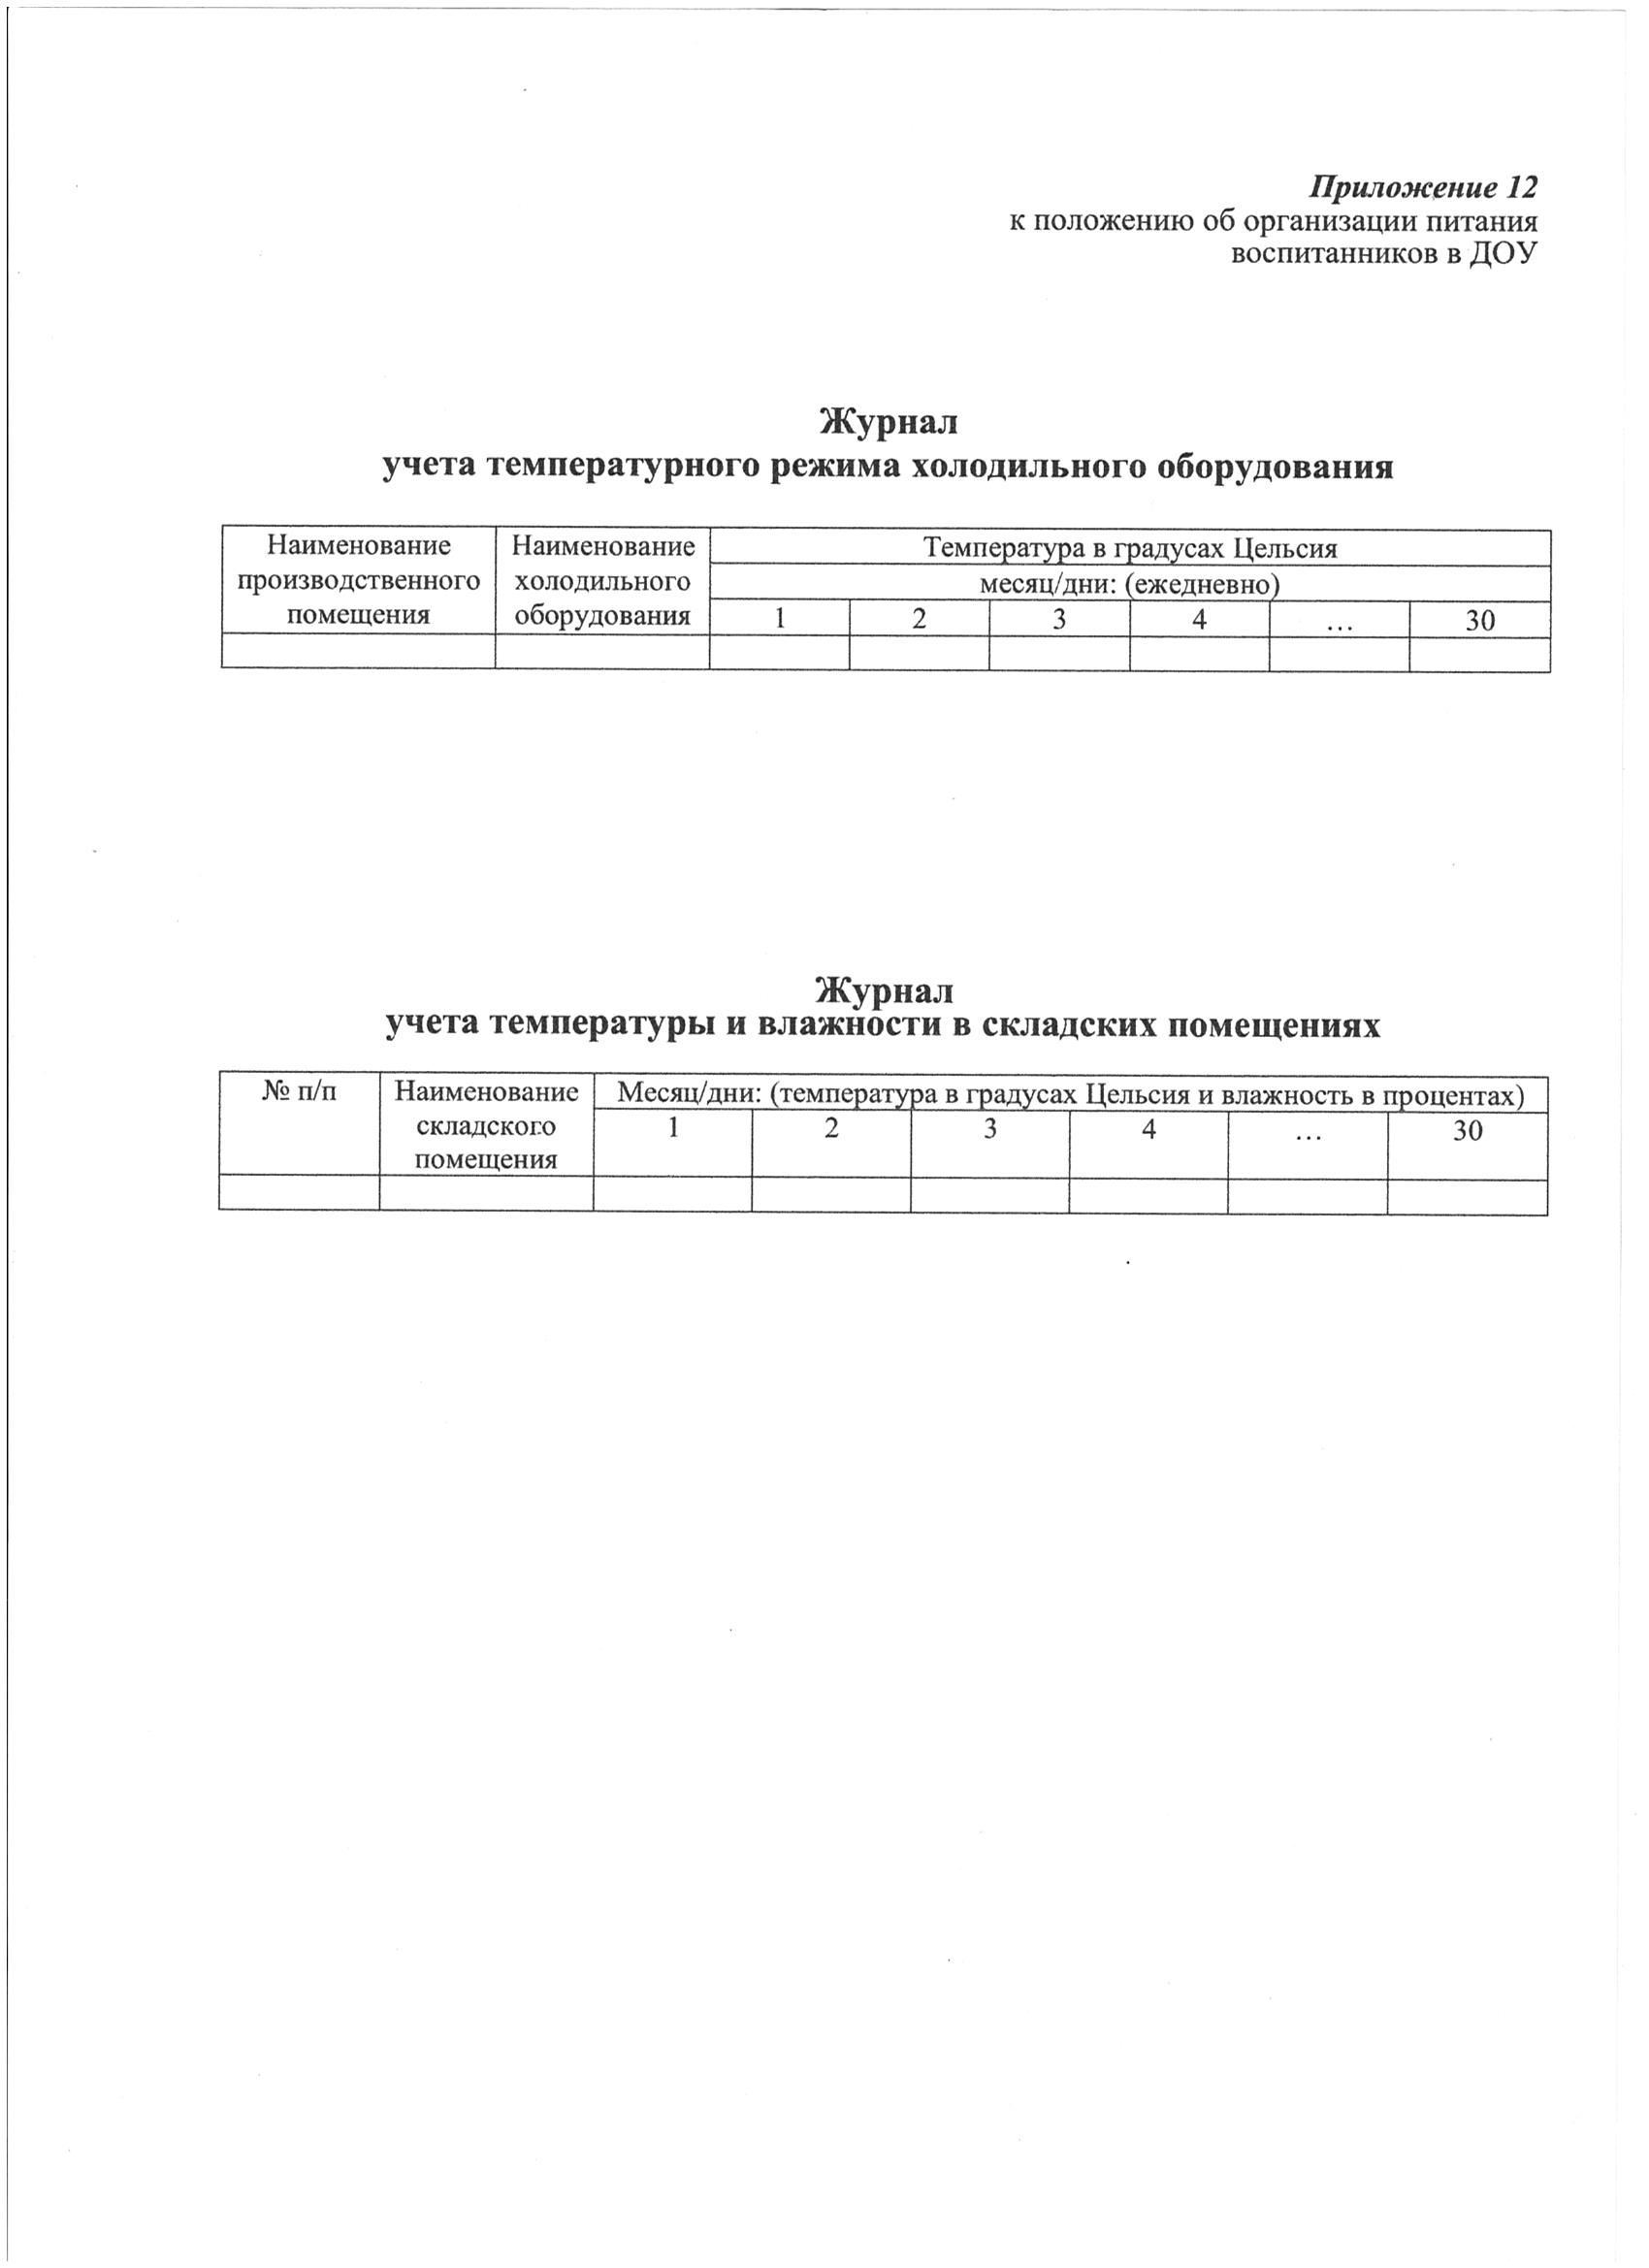 Приложение 12
к положению об организации питания
воспитанников в ДОУ
Журнал
учета температурного режима холодильного оборудования
Наименование производственного помещения
Наименование холодильного оборудования
Температура в градусах Цельсия
месяц/дни: (ежедневно)
1 2 3 4 ... 30
Журнал
учета температуры и влажности в складских помещениях
№ п/п
Наименование складского помещения
Месяц/дни: (температура в градусах Цельсия и влажность в процентах)
1 2 3 4 ... 30